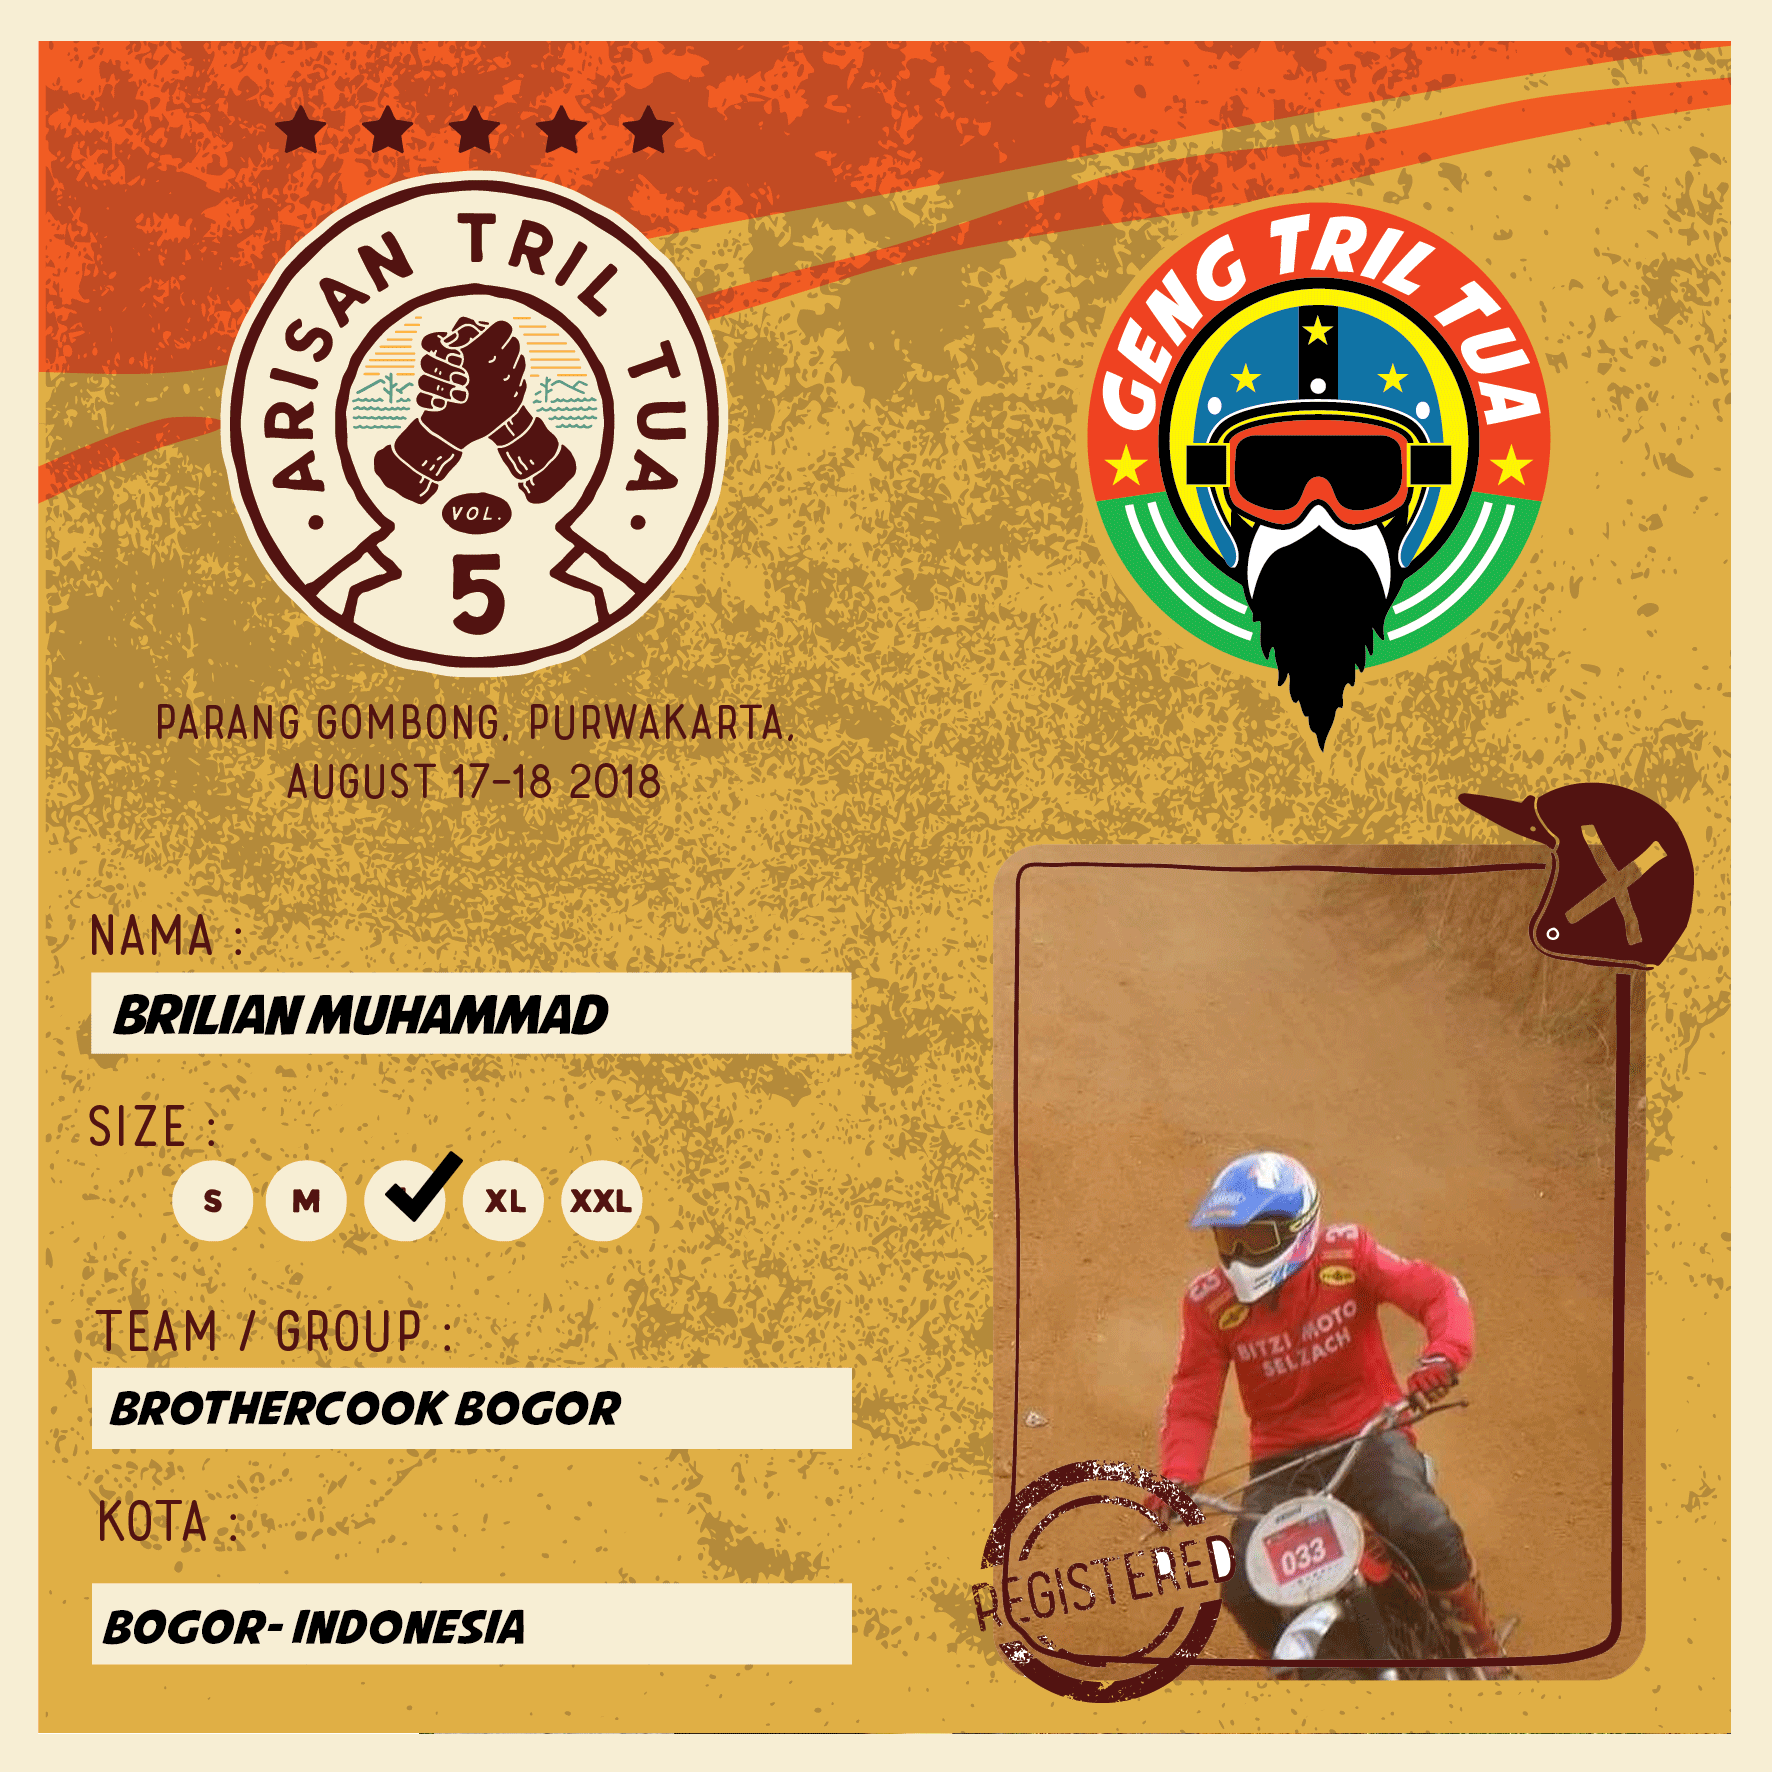 ARISAN TRIL TUA
VOL.
5
GENG TRIL TUA
PARANG GOMBONG, PURWAKARTA,
AUGUST 17-18 2018
NAMA :
BRILIAN MUHAMMAD
SIZE :
S M XL XXL
TEAM / GROUP :
BROTHERCOOK BOGOR
KOTA :
BOGOR- INDONESIA
BITZI MOTO
SELZACH
033
REGISTERED